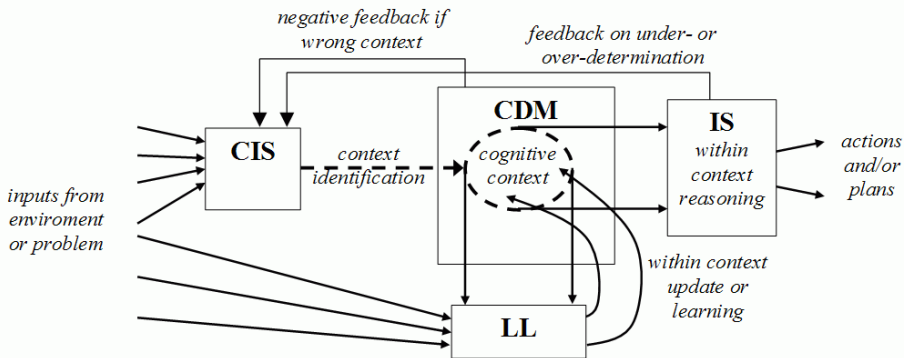 negative feedback if
wrong context
feedback on under- or
over-determination
CDM
IS
CIS
context
identification
cognitive
context
within
context
reasoning
actions
and/or
plans
inputs from
enviroment
or problem
within context
update or
learning
LL